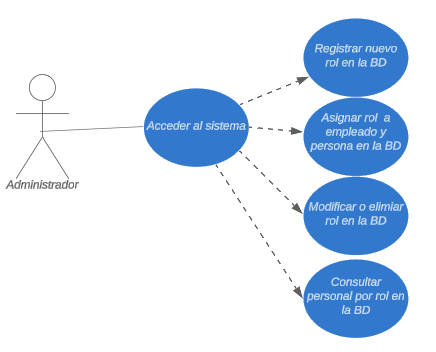 Registrar nuevo
rol en la BD
Acceder al sistema
Asignar rol a
empleado y
persona en la BD
Administrador
Modificar o elimiar
rol en la BD
Consultar
personal por rol en
la BD